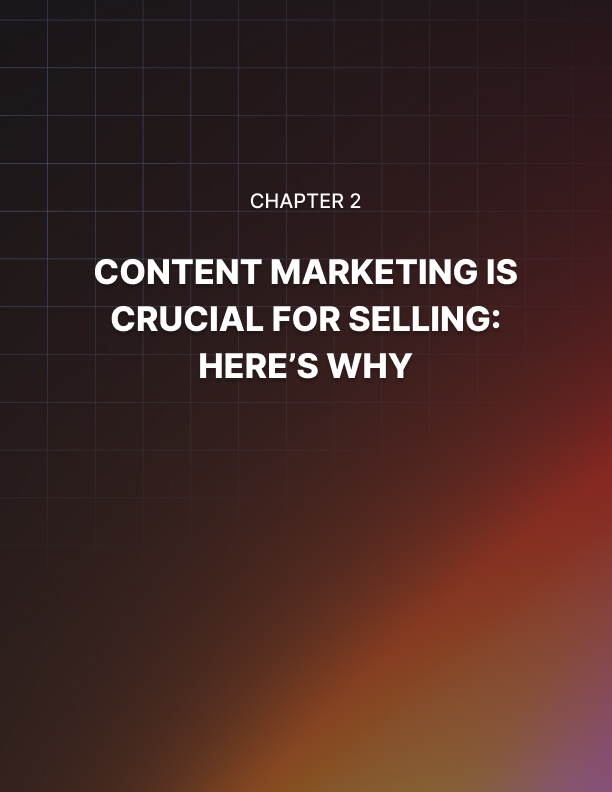 CHAPTER 2
CONTENT MARKETING IS
CRUCIAL FOR SELLING:
HERE’S WHY